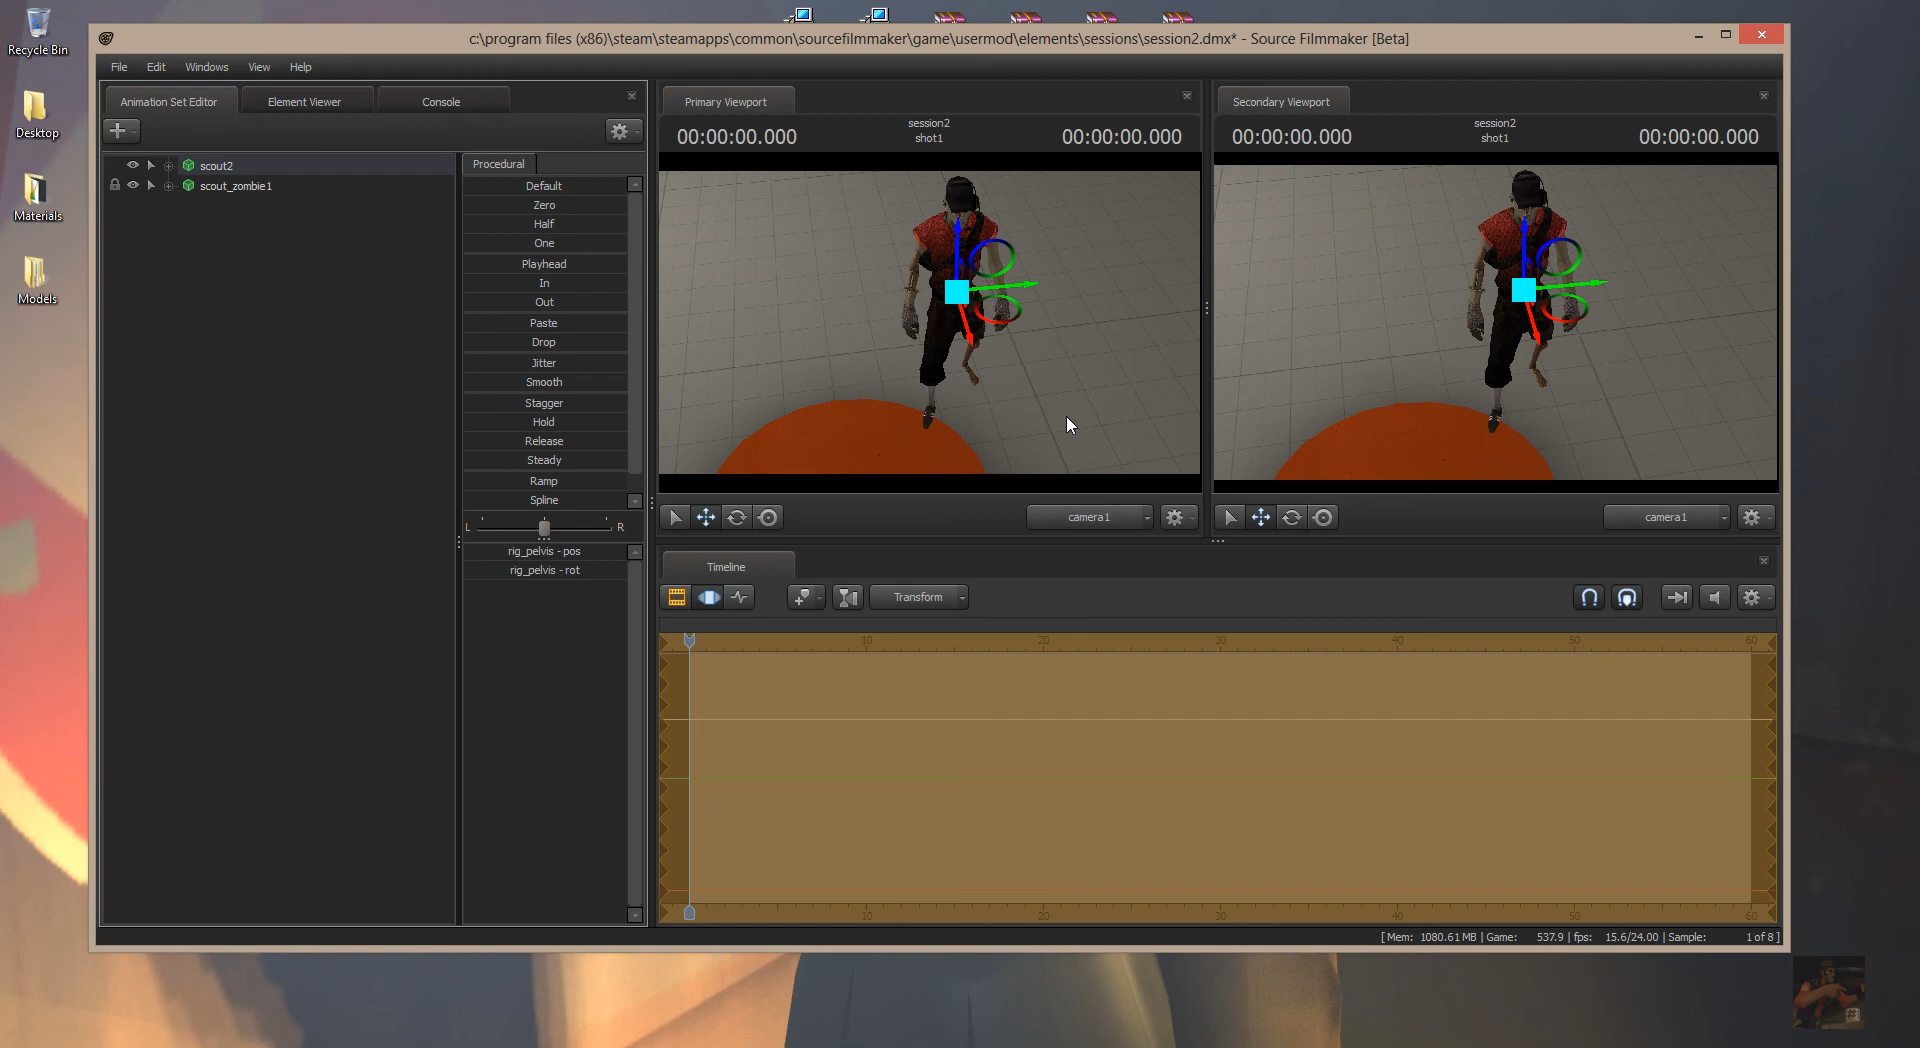 Recycle Bin
Desktop
Materials
Models
c:\program files (x86)\steam\steamapps\common\sourcefilmmaker\game\usermod\elements\sessions\session2.dmx* - Source Filmmaker [Beta]
File Edit Windows View Help
Animation Set Editor Element Viewer Console
scout2
scout_zombie1
Procedural
Default
Zero
Half
One
Playhead
In
Out
Paste
Drop
Jitter
Smooth
Stagger
Hold
Release
Steady
Ramp
Spline
L R
rig_pelvis - pos
rig_pelvis - rot
Primary Viewport
00:00:00.000 session2 00:00:00.000
shot1
camera1
Secondary Viewport
00:00:00.000 session2 00:00:00.000
shot1
camera1
Timeline
Transform
10 20 30 40 50 60
10 20 30 40 50 60
[ Mem: 1080.61 MB | Game: 537.9 | fps: 15.6/24.00 | Sample: 1 of 8 ]